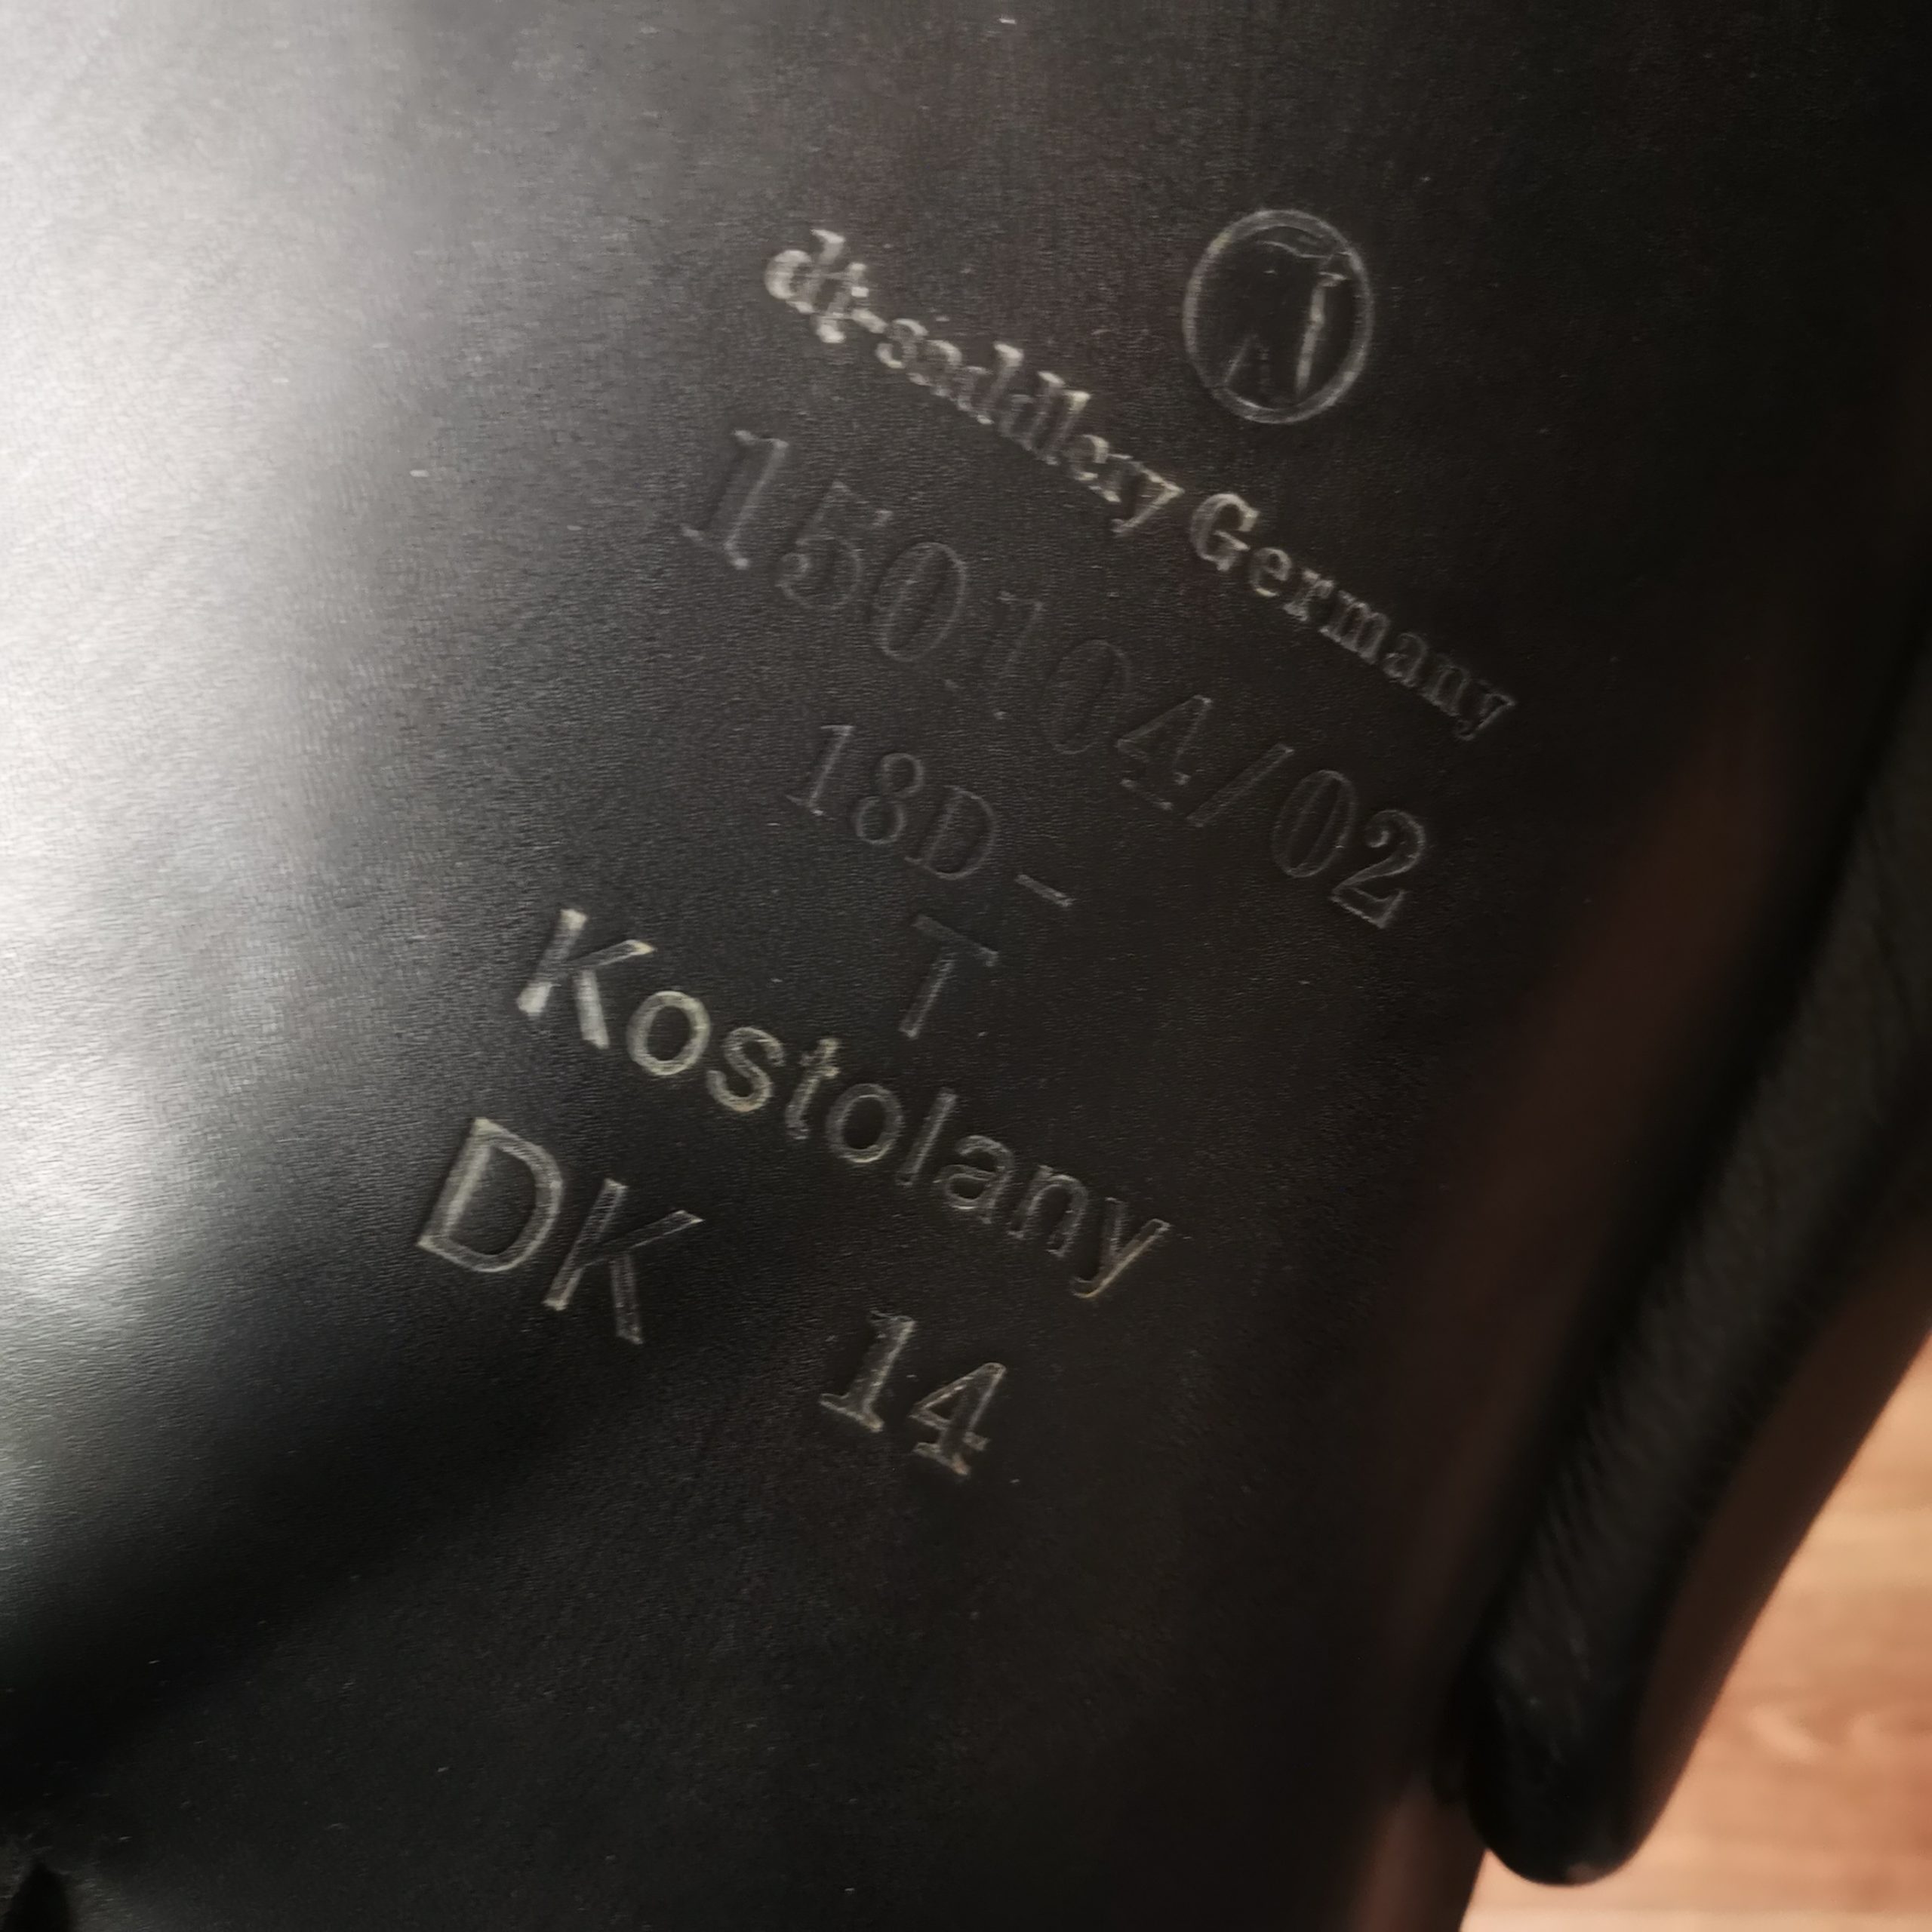 dt-saddlery Germany
150104/02
18D-
T
Kostolany
DK 14